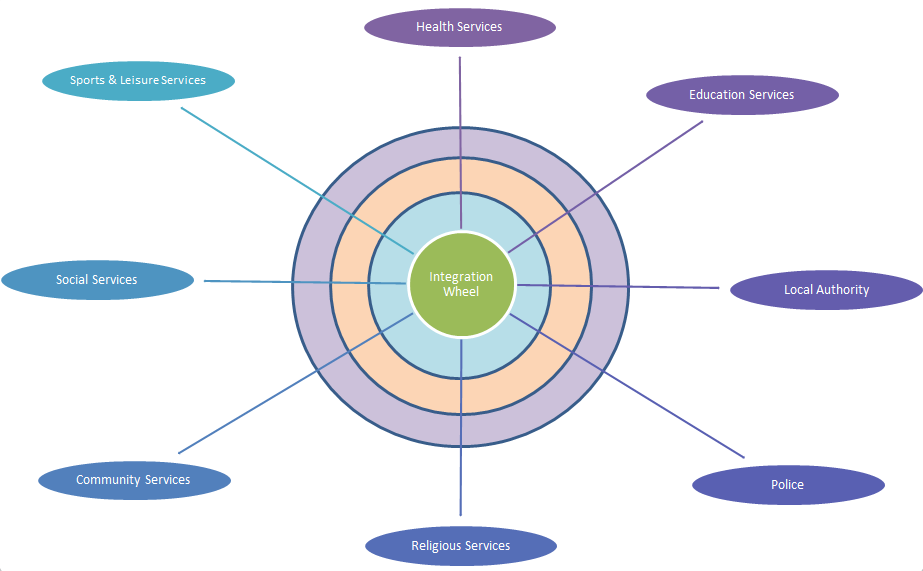 Health Services
Sports & Leisure Services
Education Services
Social Services
Integration
Wheel
Local Authority
Community Services
Police
Religious Services